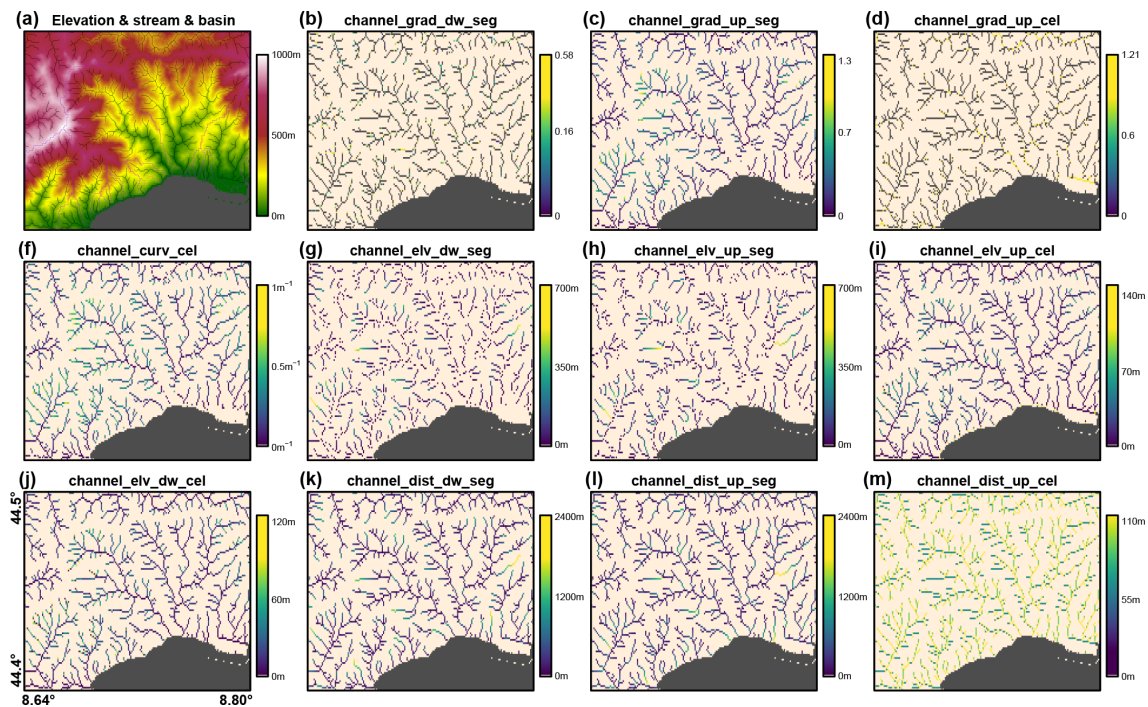 (a) Elevation & stream & basin
1000m
500m
0m
(b) channel_grad_dw_seg
0.58
0.16
0
(c) channel_grad_up_seg
1.3
0.7
0
(d) channel_grad_up_cel
1.21
0.6
0
(f) channel_curv_cel
1m⁻¹
0.5m⁻¹
0m⁻¹
(g) channel_elv_dw_seg
700m
350m
0m
(h) channel_elv_up_seg
700m
350m
0m
(i) channel_elv_up_cel
140m
70m
0m
(j) channel_elv_dw_cel
120m
60m
0m
44.5°
44.4°
8.64°
8.80°
(k) channel_dist_dw_seg
2400m
1200m
0m
(l) channel_dist_up_seg
2400m
1200m
0m
(m) channel_dist_up_cel
110m
55m
0m